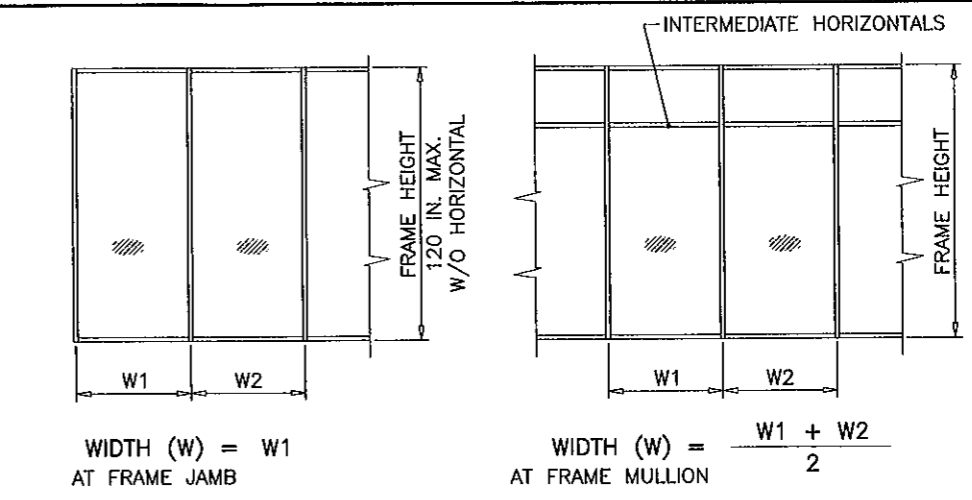 INTERMEDIATE HORIZONTALS
FRAME HEIGHT
120 IN. MAX.
W/O HORIZONTAL
W1
W2
WIDTH (W) = W1
AT FRAME JAMB
FRAME HEIGHT
W1
W2
WIDTH (W) = W1 + W2
2
AT FRAME MULLION